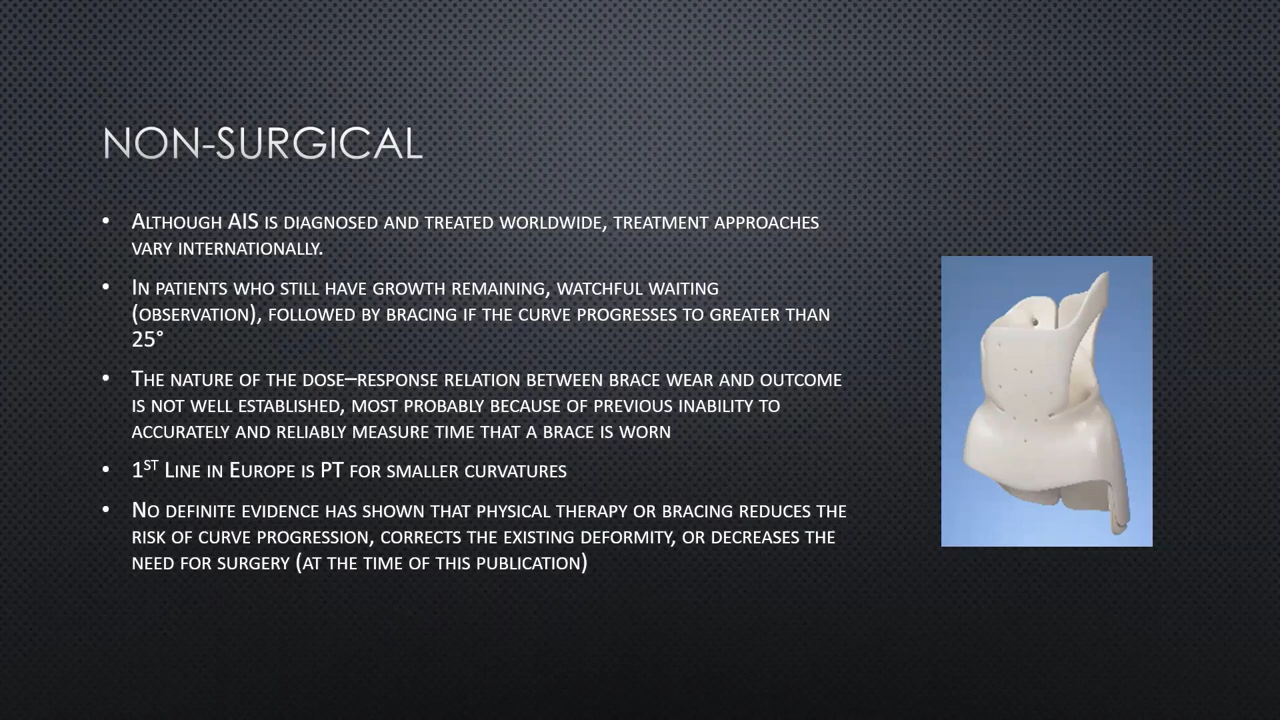 NON-SURGICAL
• ALTHOUGH AIS IS DIAGNOSED AND TREATED WORLDWIDE, TREATMENT APPROACHES
VARY INTERNATIONALLY.
• IN PATIENTS WHO STILL HAVE GROWTH REMAINING, WATCHFUL WAITING
(OBSERVATION), FOLLOWED BY BRACING IF THE CURVE PROGRESSES TO GREATER THAN
25°
• THE NATURE OF THE DOSE–RESPONSE RELATION BETWEEN BRACE WEAR AND OUTCOME
IS NOT WELL ESTABLISHED, MOST PROBABLY BECAUSE OF PREVIOUS INABILITY TO
ACCURATELY AND RELIABLY MEASURE TIME THAT A BRACE IS WORN
• 1ST LINE IN EUROPE IS PT FOR SMALLER CURVATURES
• NO DEFINITE EVIDENCE HAS SHOWN THAT PHYSICAL THERAPY OR BRACING REDUCES THE
RISK OF CURVE PROGRESSION, CORRECTS THE EXISTING DEFORMITY, OR DECREASES THE
NEED FOR SURGERY (AT THE TIME OF THIS PUBLICATION)